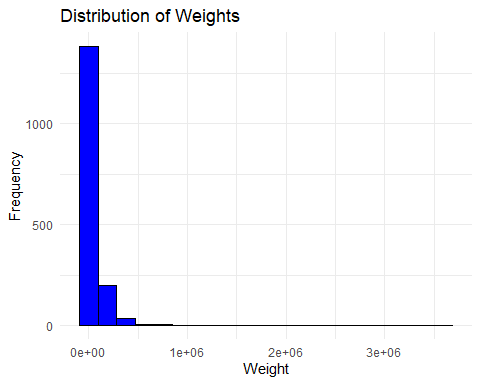 Distribution of Weights
Frequency
1000
500
0
0e+00 1e+06 2e+06 3e+06
Weight